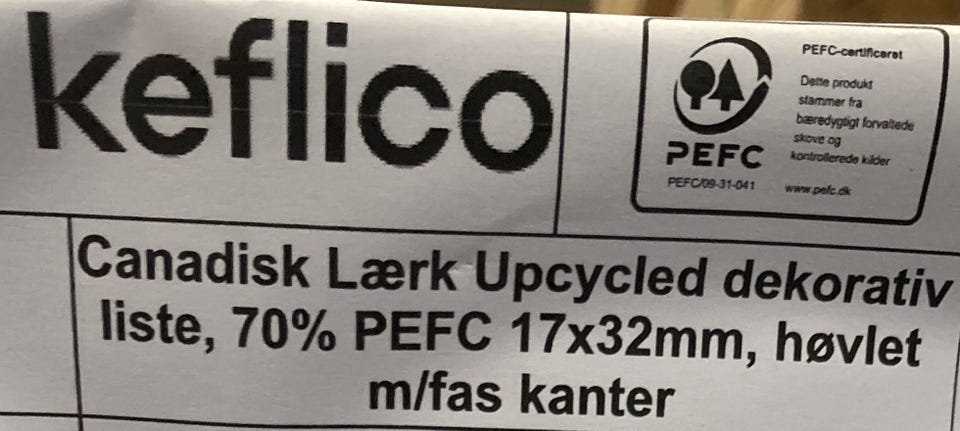 keflico
PEFC
PEFC/09-31-041
PEFC-certificeret
Dette produkt
stammer fra
bæredygtigt forvaltede
skove og
kontrollerede kilder
www.pefc.dk
Canadisk Lærk Upcycled dekorativ
liste, 70% PEFC 17x32mm, høvlet
m/fas kanter